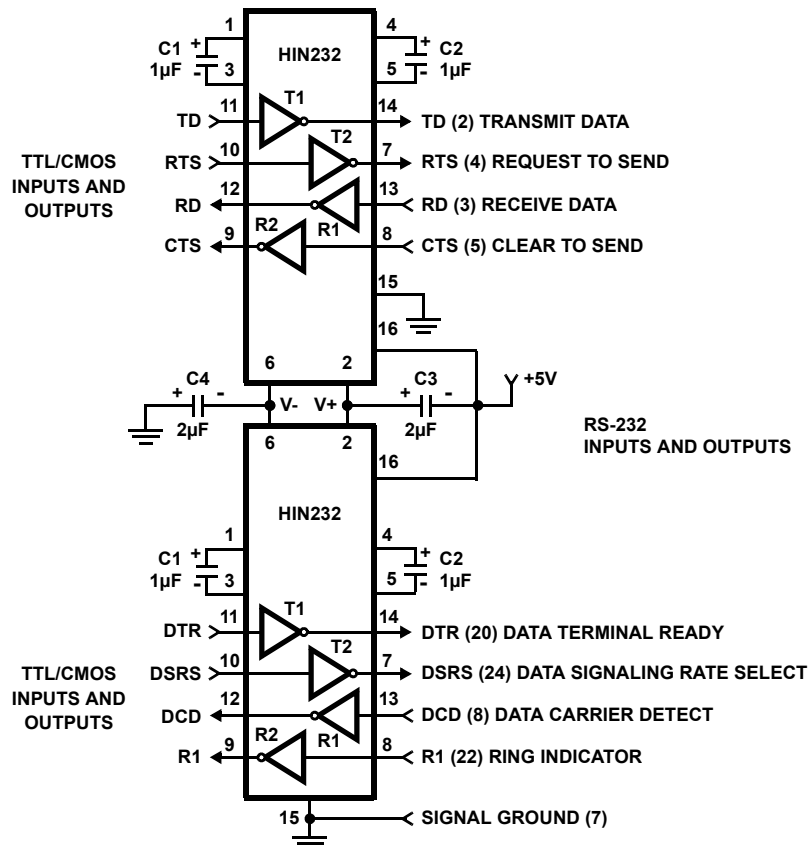 1
4
C1
+
HIN232
+
C2
1µF
-
3
5
-
1µF
11
T1
14
TD
TD (2) TRANSMIT DATA
T2
TTL/CMOS
INPUTS AND
OUTPUTS
10
7
RTS
RTS (4) REQUEST TO SEND
12
13
RD
RD (3) RECEIVE DATA
9
R2
R1
8
CTS
CTS (5) CLEAR TO SEND
15
16
6
2
+
C4
-
V-
V+
+
C3
-
+5V
2µF
2µF
RS-232
INPUTS AND OUTPUTS
6
2
16
HIN232
1
4
C1
+
+
C2
1µF
-
3
5
-
1µF
11
T1
14
DTR
DTR (20) DATA TERMINAL READY
T2
TTL/CMOS
INPUTS AND
OUTPUTS
10
7
DSRS
DSRS (24) DATA SIGNALING RATE SELECT
12
13
DCD
DCD (8) DATA CARRIER DETECT
9
R2
R1
8
R1
R1 (22) RING INDICATOR
15
SIGNAL GROUND (7)